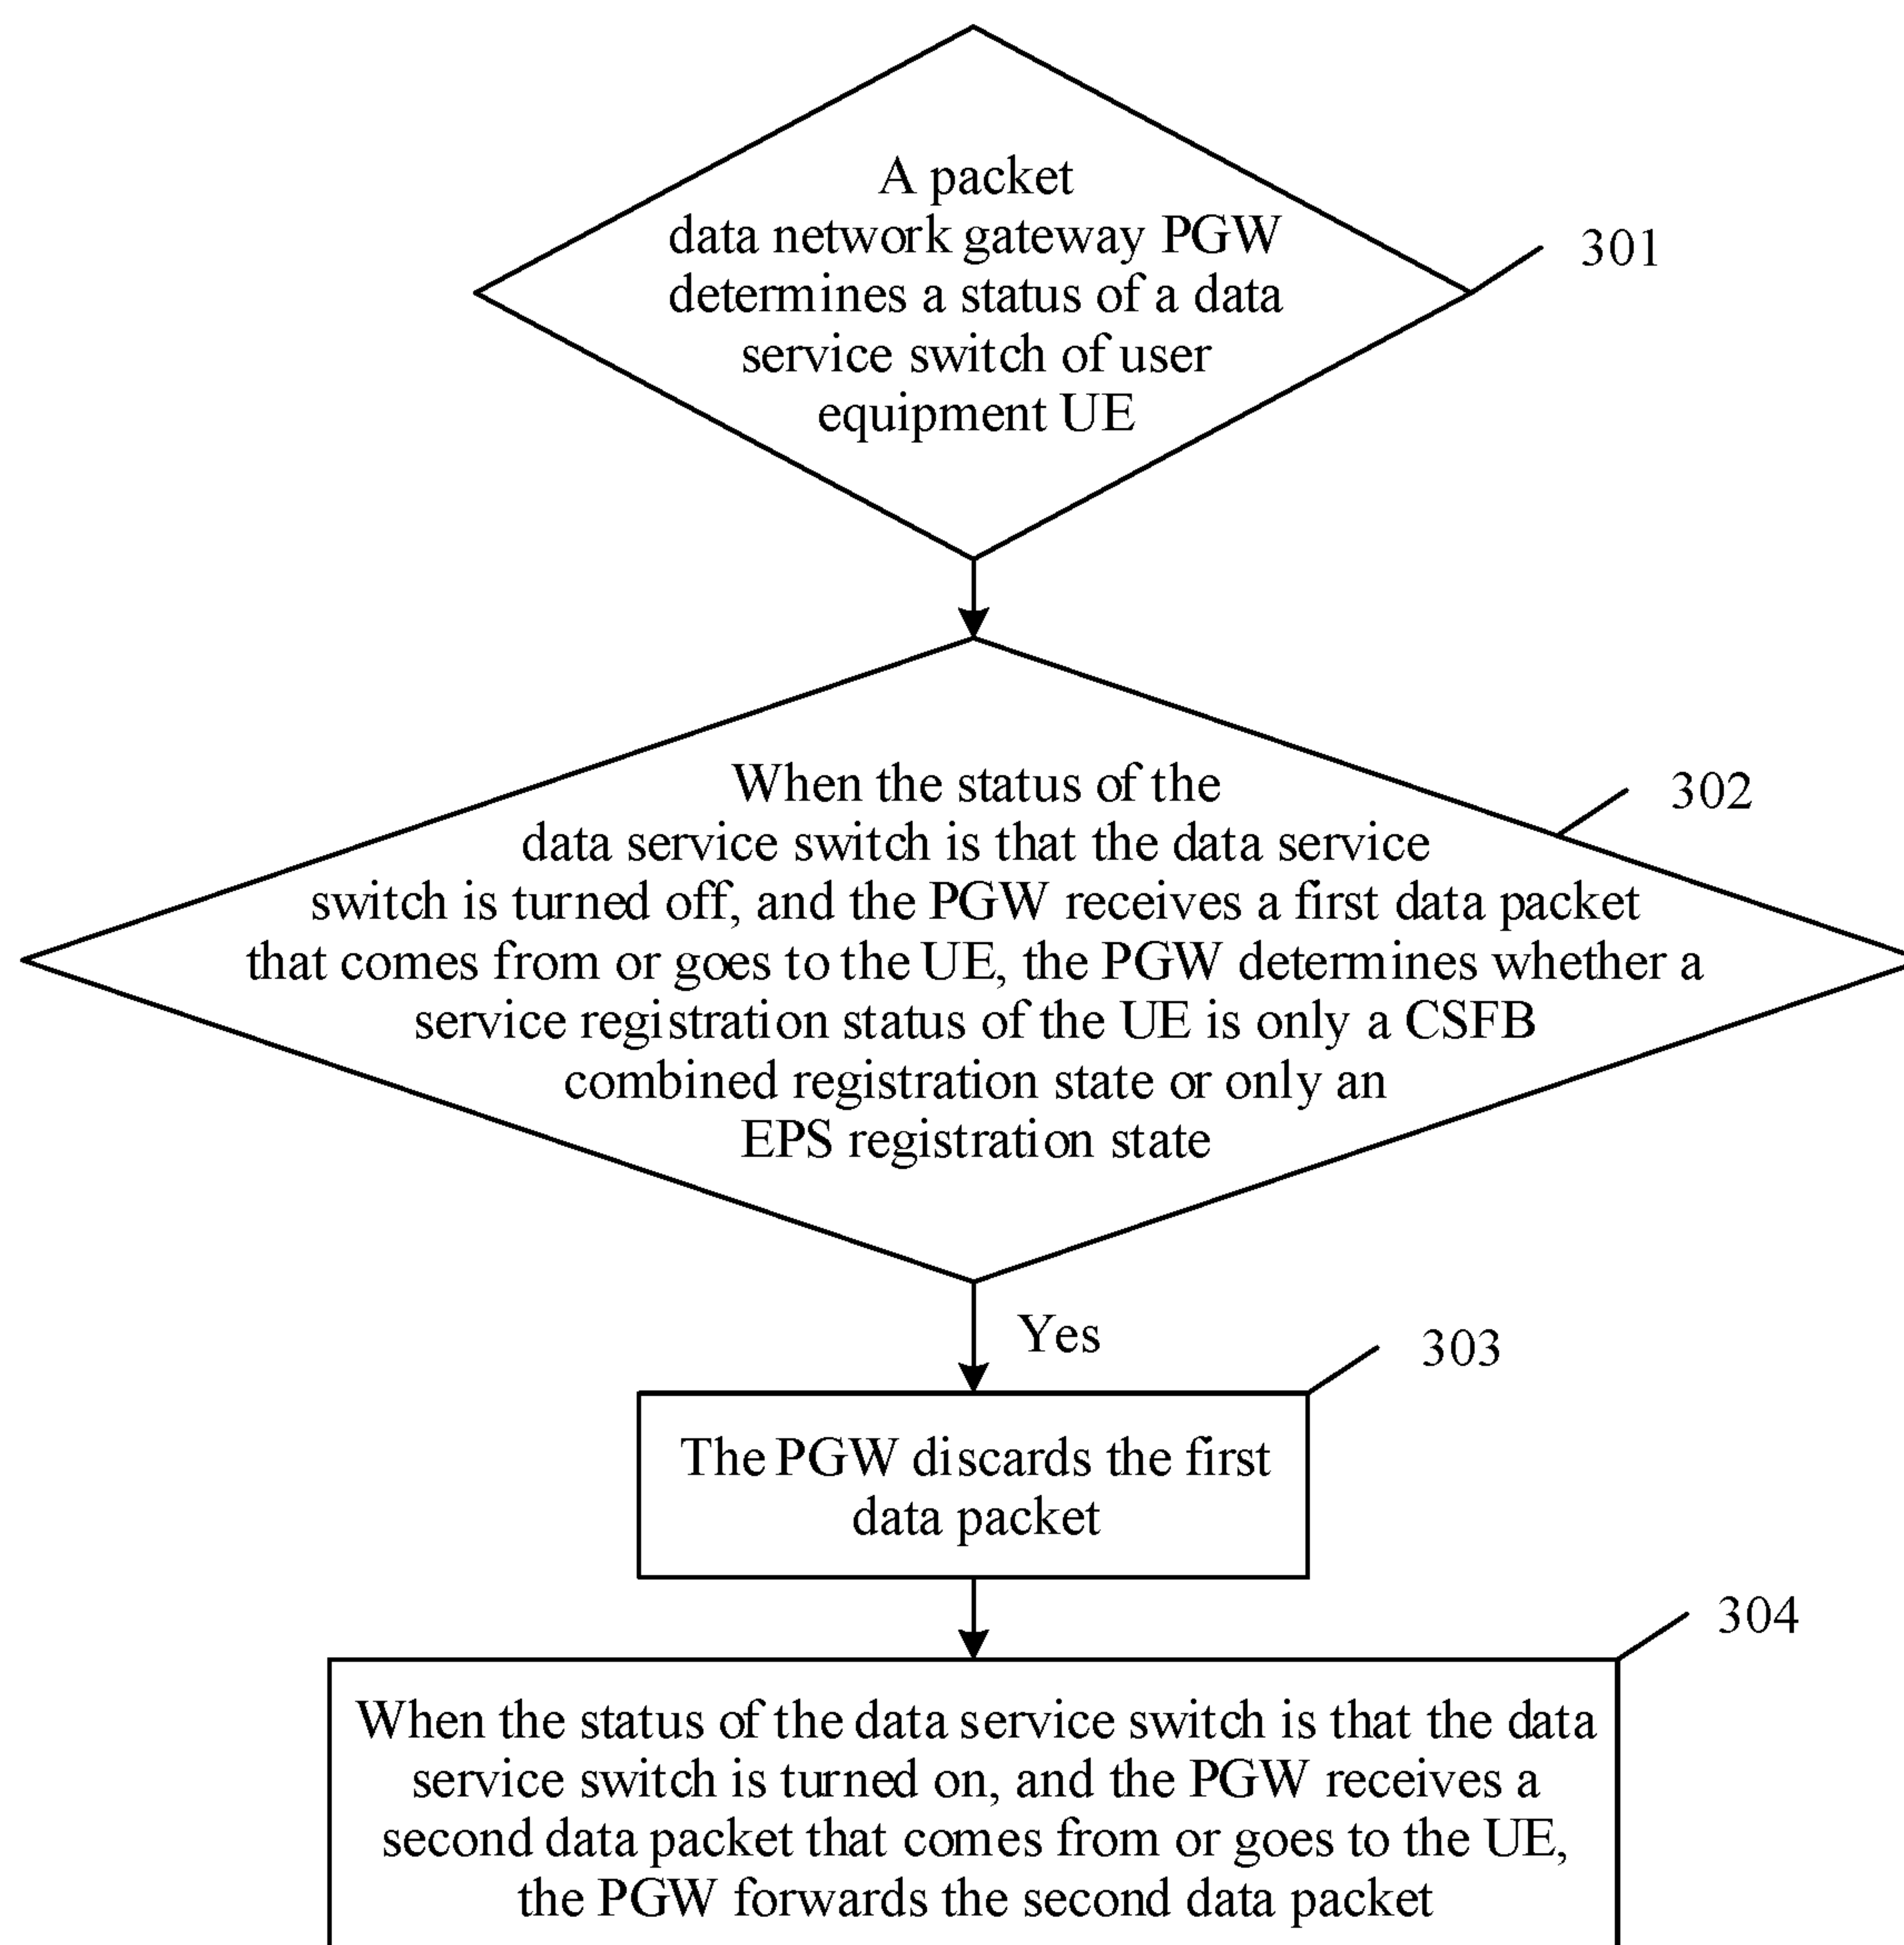 A packet
data network gateway PGW
determines a status of a data
service switch of user
equipment UE
301
When the status of the
data service switch is that the data service
switch is turned off, and the PGW receives a first data packet
that comes from or goes to the UE, the PGW determines whether a
service registration status of the UE is only a CSFB
combined registration state or only an
EPS registration state
302
Yes
303
The PGW discards the first
data packet
304
When the status of the data service switch is that the data
service switch is turned on, and the PGW receives a
second data packet that comes from or goes to the UE,
the PGW forwards the second data packet